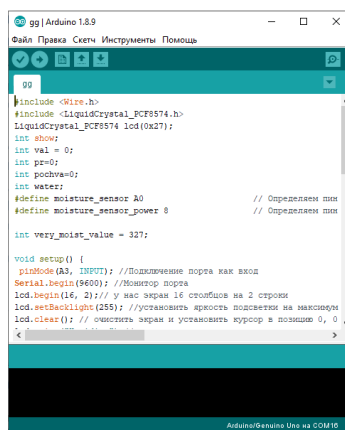 gg | Arduino 1.8.9
Файл Правка Скетч Инструменты Помощь
gg
#include <Wire.h>
#include <LiquidCrystal_PCF8574.h>
LiquidCrystal_PCF8574 lcd(0x27);
int show;
int val = 0;
int pr=0;
int pochva=0;
int water;
#define moisture_sensor A0 // Определяем пин
#define moisture_sensor_power 8 // Определяем пин
int very_moist_value = 327;
void setup() {
pinMode(A3, INPUT); //Подключение порта как вход
Serial.begin(9600); //Монитор порта
lcd.begin(16, 2);// у нас экран 16 столбцов на 2 строки
lcd.setBacklight(255); //установить яркость подсветки на максимум
lcd.clear(); // очистить экран и установить курсор в позицию 0, 0
Arduino/Genuino Uno на COM16